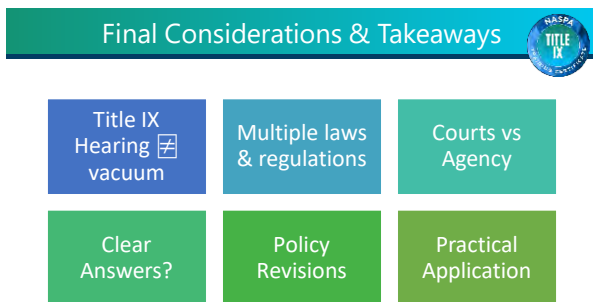 Final Considerations & Takeaways
NASPA
TITLE
IX
CERTIFICATE
Title IX
Hearing ≠
vacuum
Multiple laws
& regulations
Courts vs
Agency
Clear
Answers?
Policy
Revisions
Practical
Application